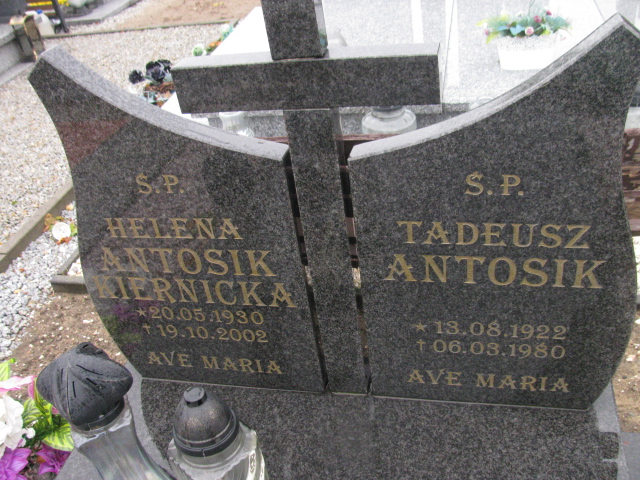 Ś.P.
HELENA
ANTOSIK
KIERNICKA
*20.05.1930
†19.10.2002
AVE MARIA
Ś.P.
TADEUSZ
ANTOSIK
*13.08.1922
†06.03.1980
AVE MARIA